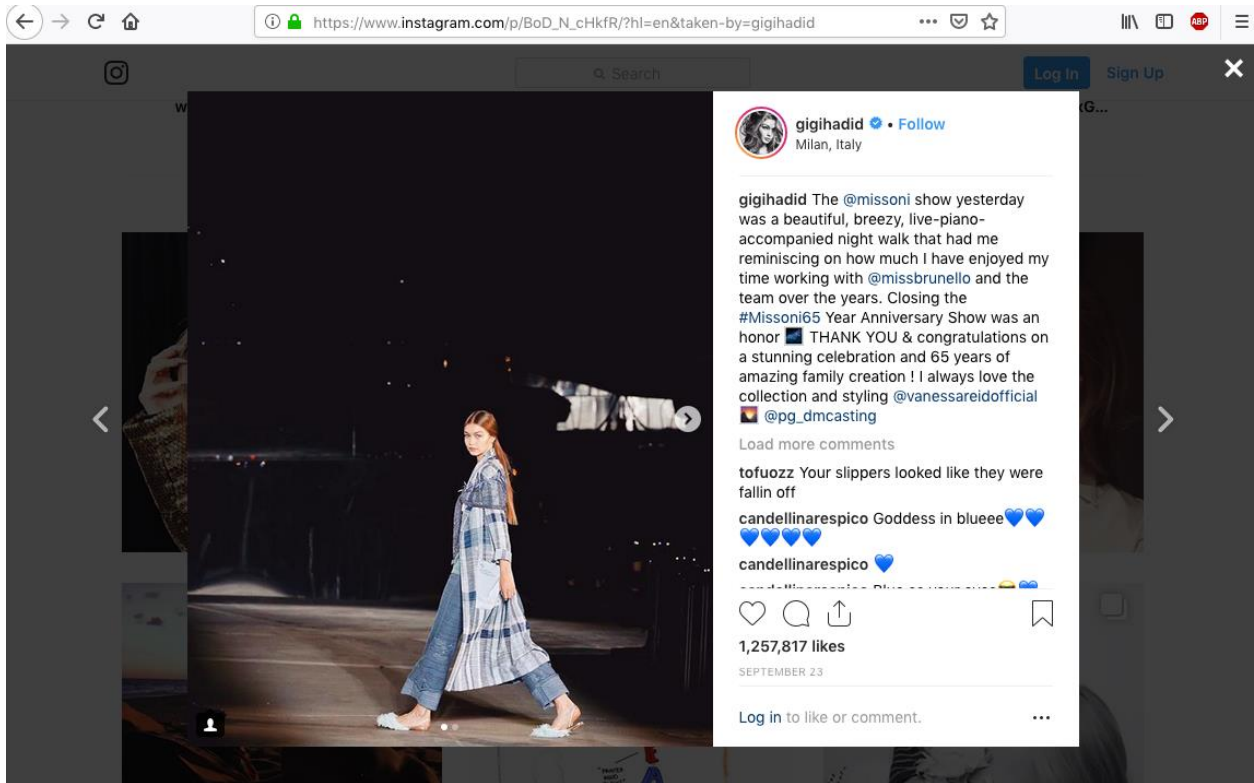 https://www.instagram.com/p/BoD_N_cHkfR/?hl=en&taken-by=gigihadid
ABP
Search
Log In
Sign Up
w
xG...
gigihadid • Follow
Milan, Italy
gigihadid The @missoni show yesterday
was a beautiful, breezy, live-piano-
accompanied night walk that had me
reminiscing on how much I have enjoyed my
time working with @missbrunello and the
team over the years. Closing the
#Missoni65 Year Anniversary Show was an
honor 🌌 THANK YOU & congratulations on
a stunning celebration and 65 years of
amazing family creation ! I always love the
collection and styling @vanessareidofficial
🌄 @pg_dmcasting
Load more comments
tofuozz Your slippers looked like they were
fallin off
candellinarespico Goddess in blueee💙💙
💙💙💙💙
candellinarespico 💙
1,257,817 likes
SEPTEMBER 23
Log in to like or comment.